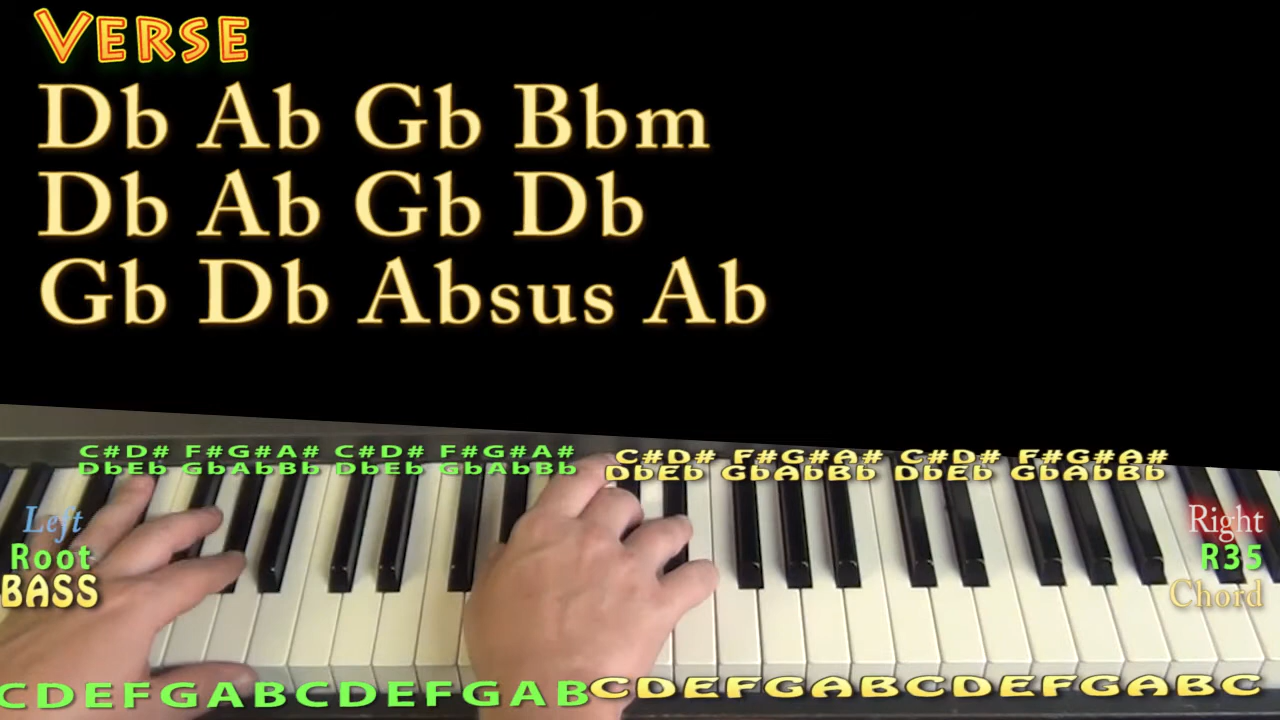 VERSE
Db Ab Gb Bbm
Db Ab Gb Db
Gb Db Absus Ab
C#D# F#G#A# C#D# F#G#A#
DbEb GbAbBb DbEb GbAbBb
C#D# F#G#A# C#D# F#G#A#
DbEb GbAbBb DbEb GbAbBb
Left
Root
BASS
Right
R35
Chord
CDEFGABCDEFGAB
CDEFGABCDEFGABC